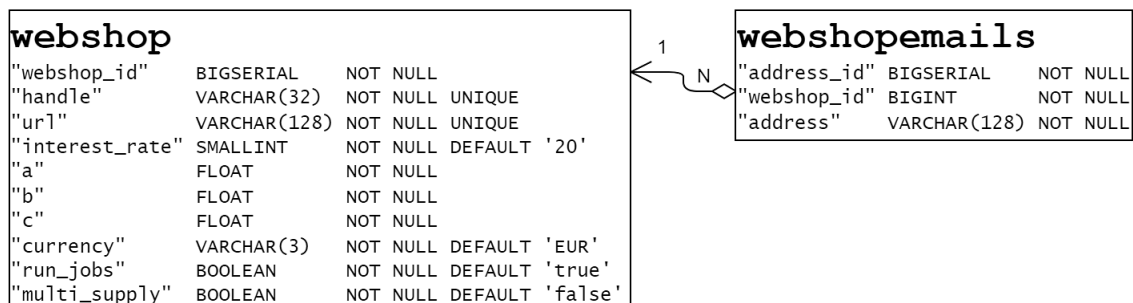 webshop
"webshop_id" BIGSERIAL NOT NULL
"handle" VARCHAR(32) NOT NULL UNIQUE
"url" VARCHAR(128) NOT NULL UNIQUE
"interest_rate" SMALLINT NOT NULL DEFAULT '20'
"a" FLOAT NOT NULL
"b" FLOAT NOT NULL
"c" FLOAT NOT NULL
"currency" VARCHAR(3) NOT NULL DEFAULT 'EUR'
"run_jobs" BOOLEAN NOT NULL DEFAULT 'true'
"multi_supply" BOOLEAN NOT NULL DEFAULT 'false'
1
N
webshopemails
"address_id" BIGSERIAL NOT NULL
"webshop_id" BIGINT NOT NULL
"address" VARCHAR(128) NOT NULL